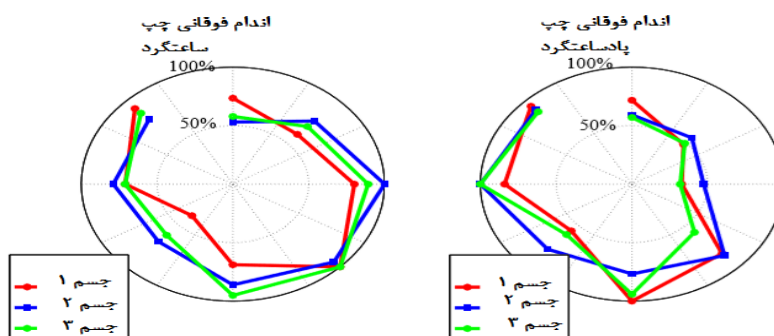 اندام فوقانی چپ
ساعتگرد
100%
50%
جسم ۱
جسم ۲
جسم ۳
اندام فوقانی چپ
پادساعتگرد
100%
50%
جسم ۱
جسم ۲
جسم ۳